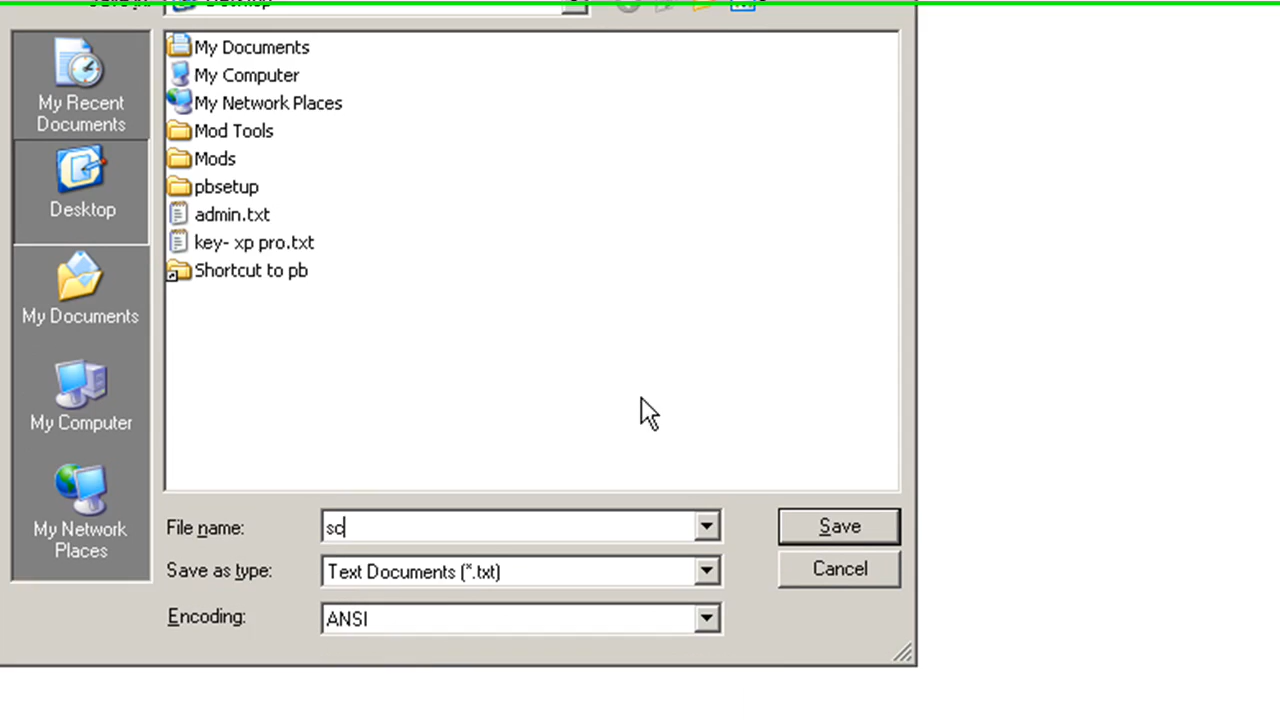 Desktop
My Recent
Documents
Desktop
My Documents
My Computer
My Network
Places
My Documents
My Computer
My Network Places
Mod Tools
Mods
pbsetup
admin.txt
key- xp pro.txt
Shortcut to pb
File name:
sc
Save
Save as type:
Text Documents (*.txt)
Cancel
Encoding:
ANSI